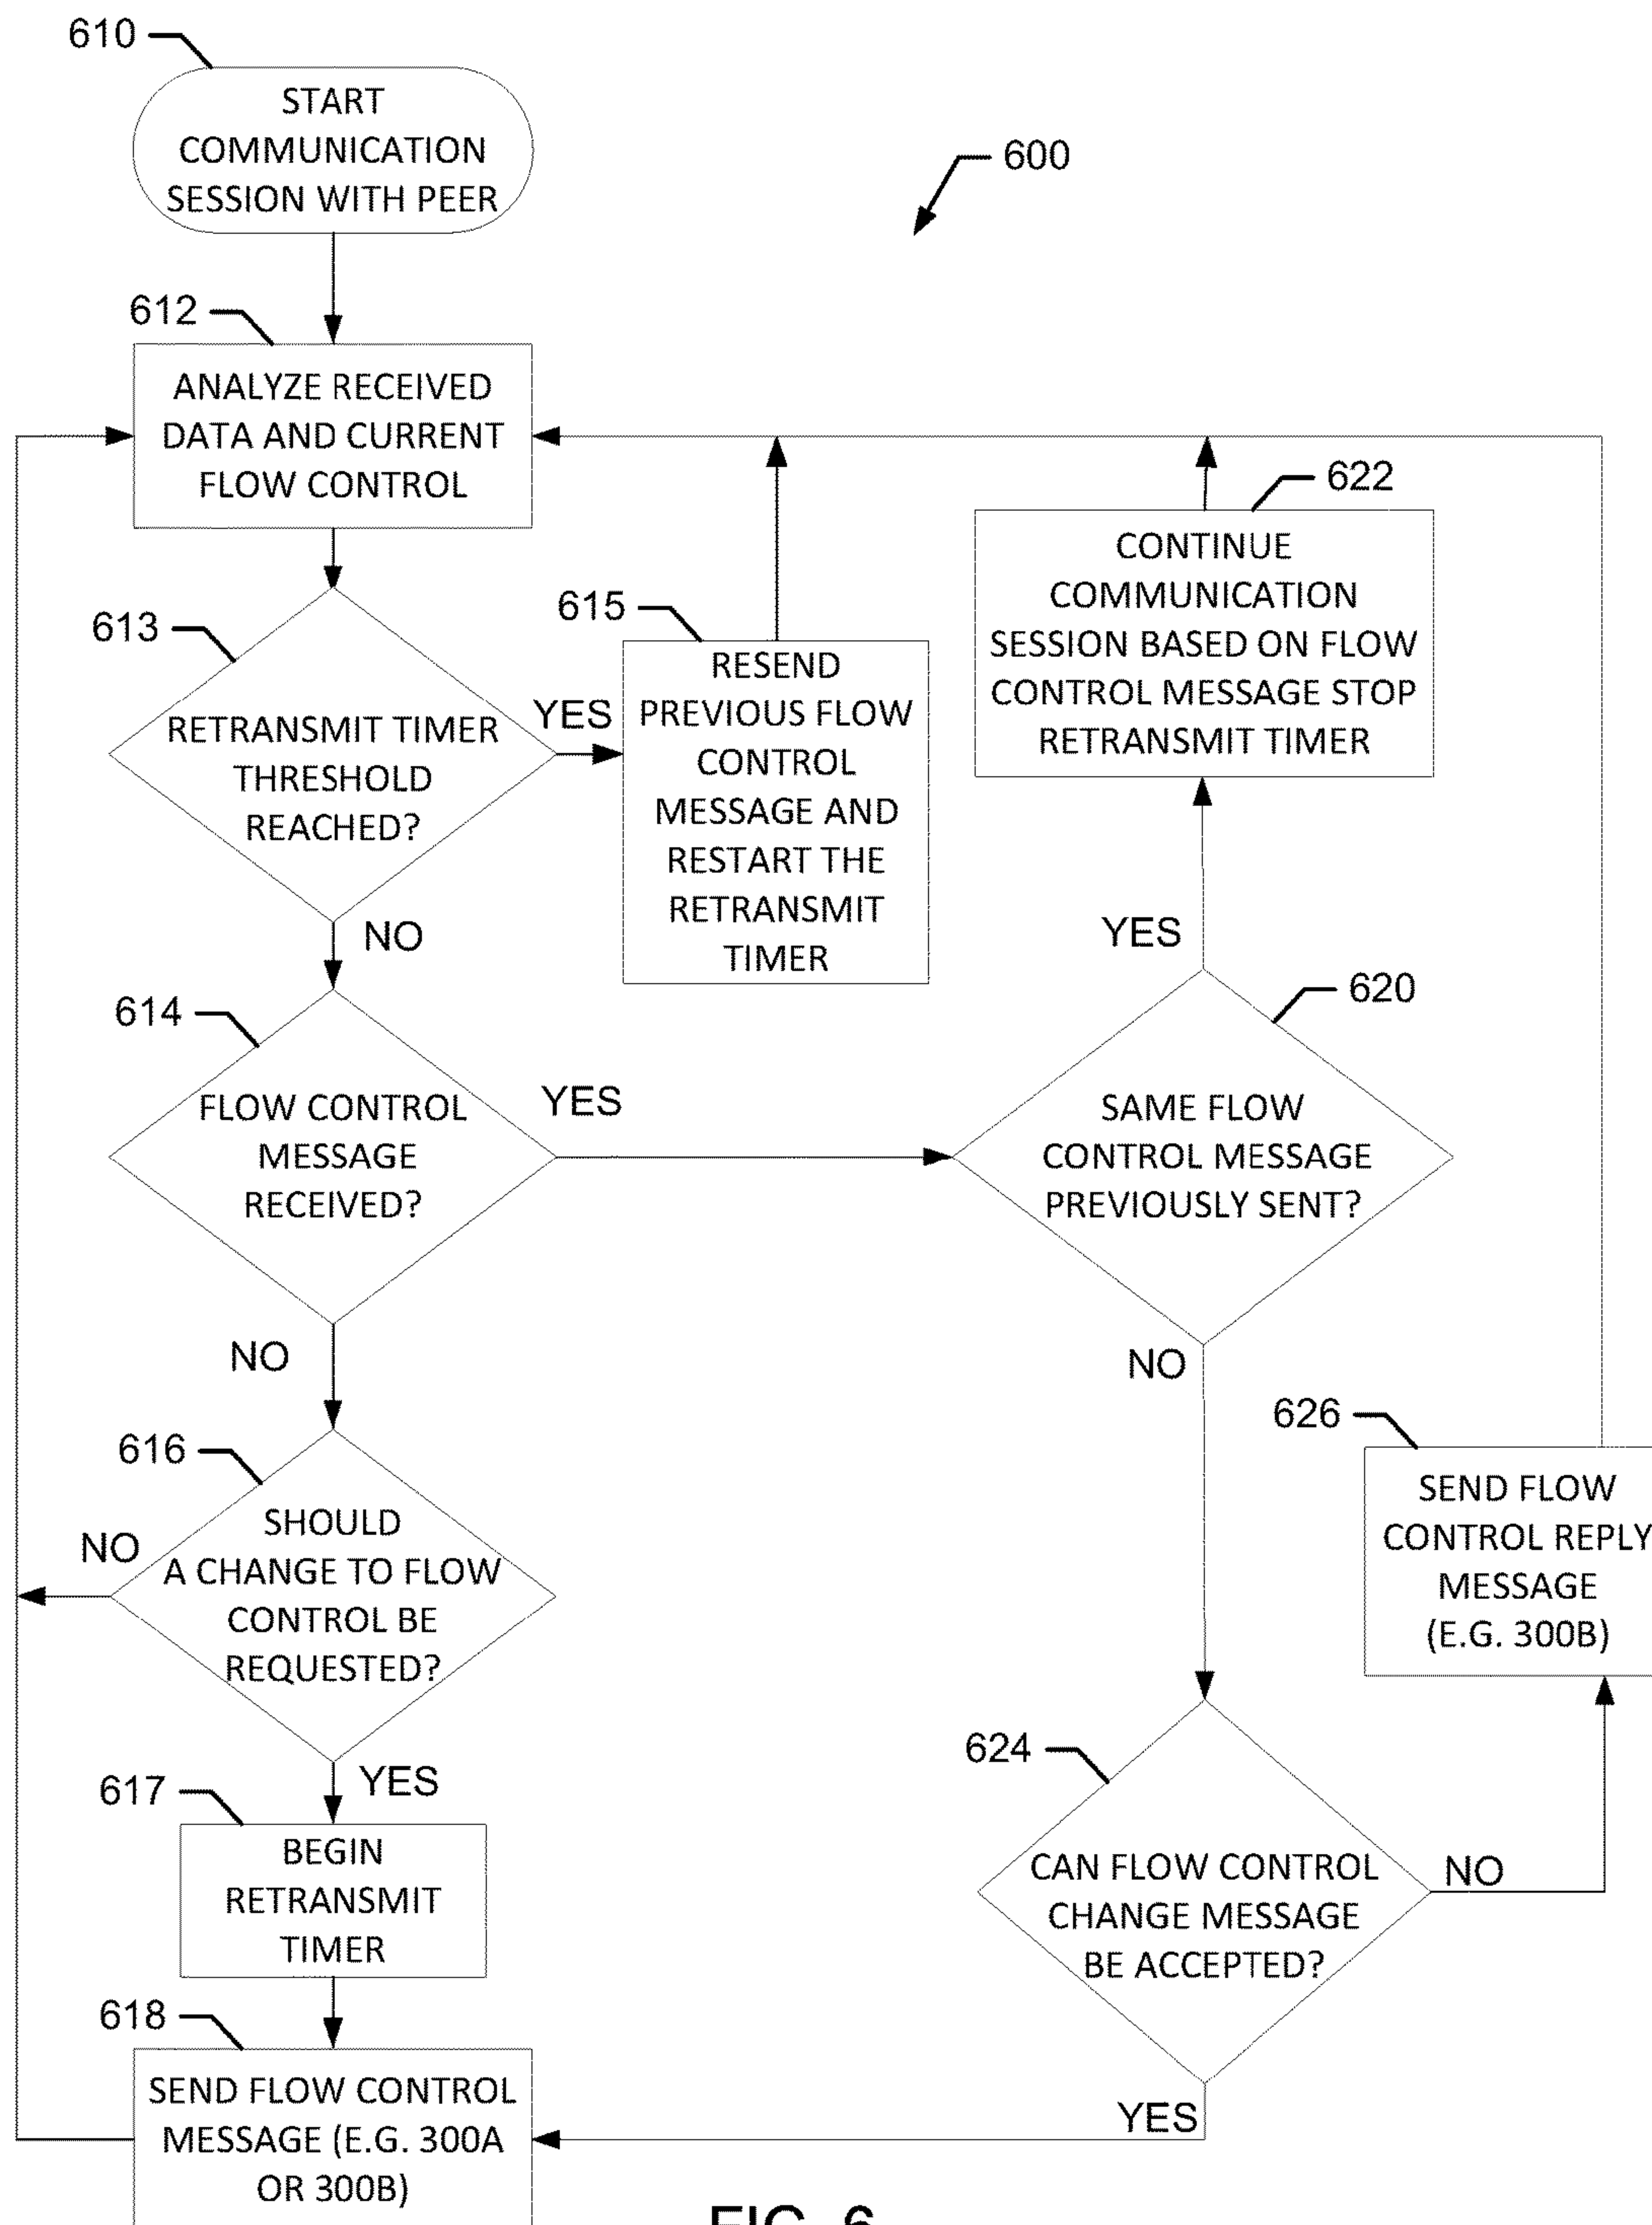 610
START
COMMUNICATION
SESSION WITH PEER
600
612
ANALYZE RECEIVED
DATA AND CURRENT
FLOW CONTROL
613
RETRANSMIT TIMER
THRESHOLD
REACHED?
YES
NO
615
RESEND
PREVIOUS FLOW
CONTROL
MESSAGE AND
RESTART THE
RETRANSMIT
TIMER
622
CONTINUE
COMMUNICATION
SESSION BASED ON FLOW
CONTROL MESSAGE STOP
RETRANSMIT TIMER
YES
614
FLOW CONTROL
MESSAGE
RECEIVED?
YES
NO
620
SAME FLOW
CONTROL MESSAGE
PREVIOUSLY SENT?
NO
616
SHOULD
A CHANGE TO FLOW
CONTROL BE
REQUESTED?
NO
YES
626
SEND FLOW
CONTROL REPLY
MESSAGE
(E.G. 300B)
617
BEGIN
RETRANSMIT
TIMER
624
CAN FLOW CONTROL
CHANGE MESSAGE
BE ACCEPTED?
NO
YES
618
SEND FLOW CONTROL
MESSAGE (E.G. 300A
OR 300B)
FIG. 6